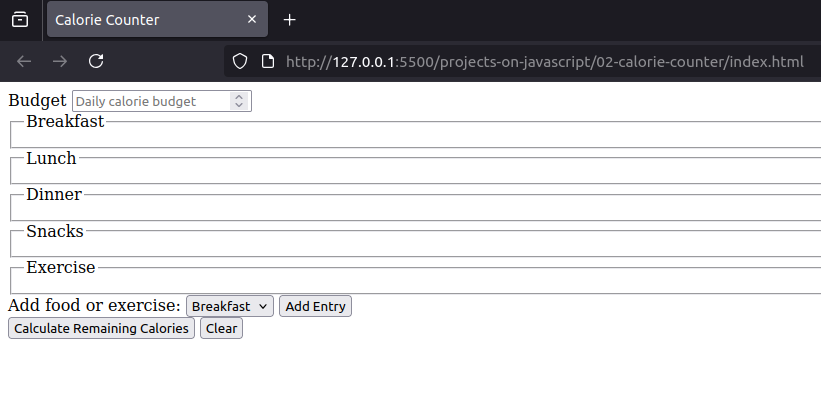 Calorie Counter
http://127.0.0.1:5500/projects-on-javascript/02-calorie-counter/index.html
Budget Daily calorie budget
Breakfast
Lunch
Dinner
Snacks
Exercise
Add food or exercise: Breakfast Add Entry
Calculate Remaining Calories Clear